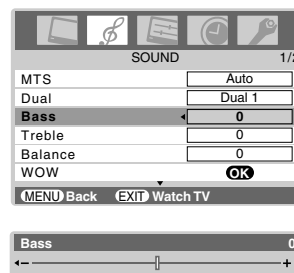 SOUND 1/2
MTS Auto
Dual Dual 1
Bass 0
Treble 0
Balance 0
WOW OK
MENU Back EXIT Watch TV
Bass 0
- +